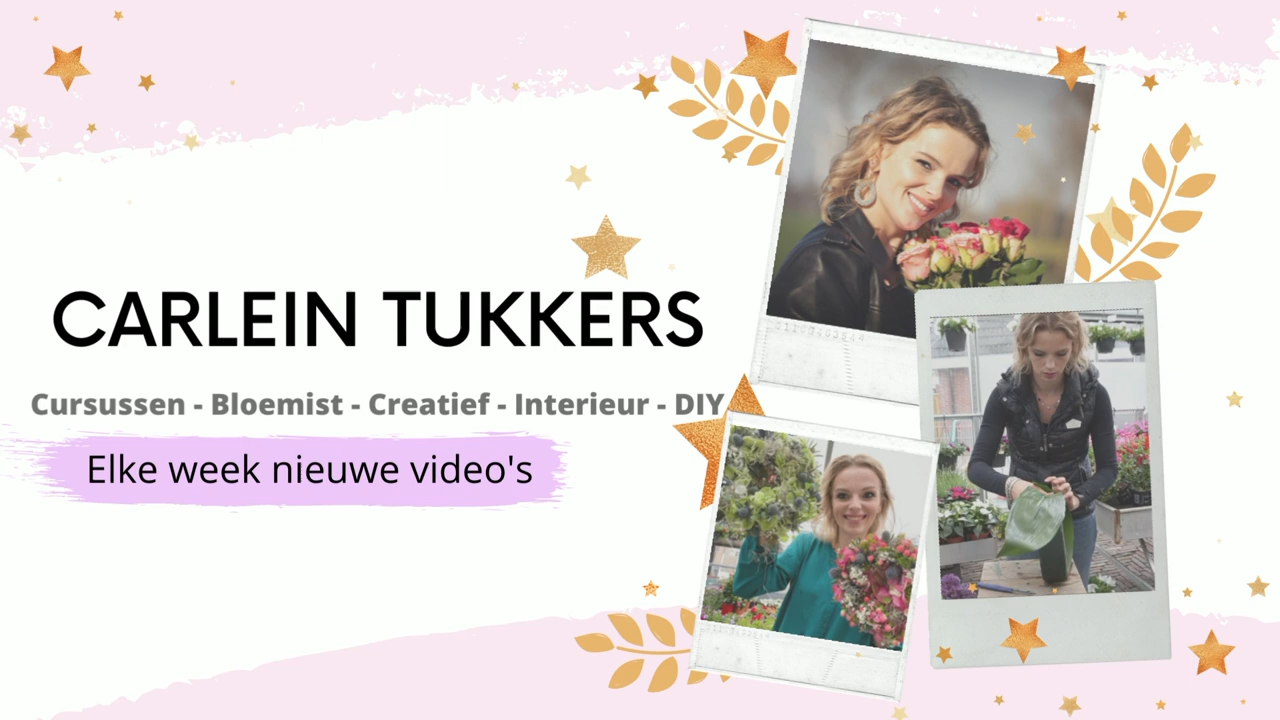 CARLEIN TUKKERS
Cursussen - Bloemist - Creatief - Interieur - DIY
Elke week nieuwe video's